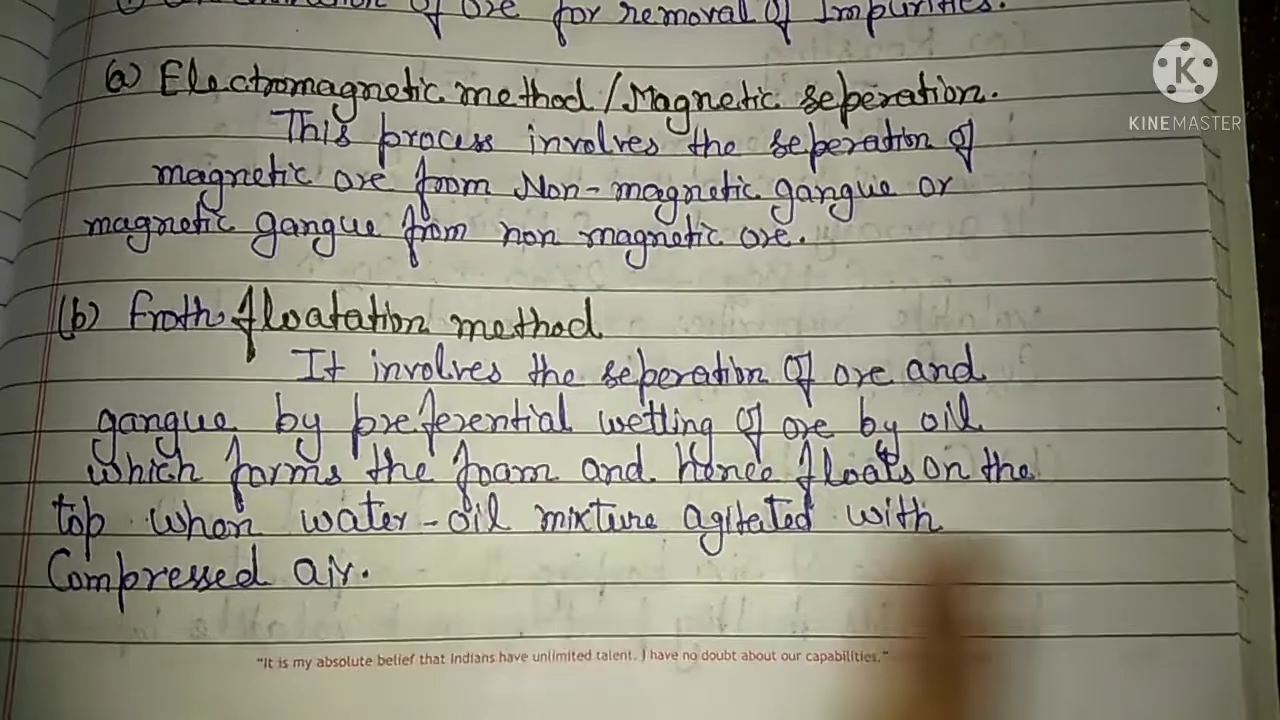 of ore for removal of Impurities.
(a) Electromagnetic method / Magnetic seperation.
This process involves the seperation of
magnetic ore from Non-magnetic gangue or
magnetic gangue from non magnetic ore.
(b) Froth floatation method
It involves the seperation of ore and
gangue by preferential wetting of ore by oil
which forms the foam and Hence floats on the
top when water-oil mixture agitated with
Compressed air.
"It is my absolute belief that Indians have unlimited talent. I have no doubt about our capabilities."
K
KINEMASTER